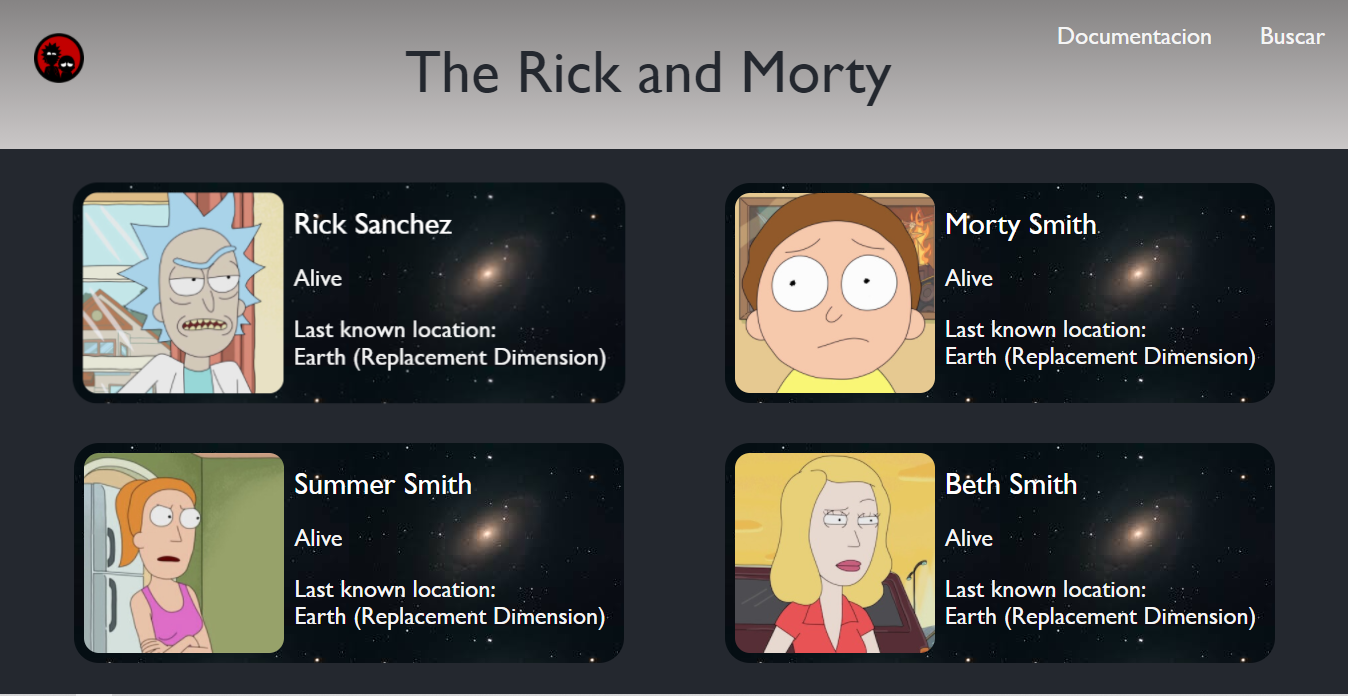 Documentacion
Buscar
The Rick and Morty
Rick Sanchez
Alive
Last known location:
Earth (Replacement Dimension)
Morty Smith
Alive
Last known location:
Earth (Replacement Dimension)
Summer Smith
Alive
Last known location:
Earth (Replacement Dimension)
Beth Smith
Alive
Last known location:
Earth (Replacement Dimension)